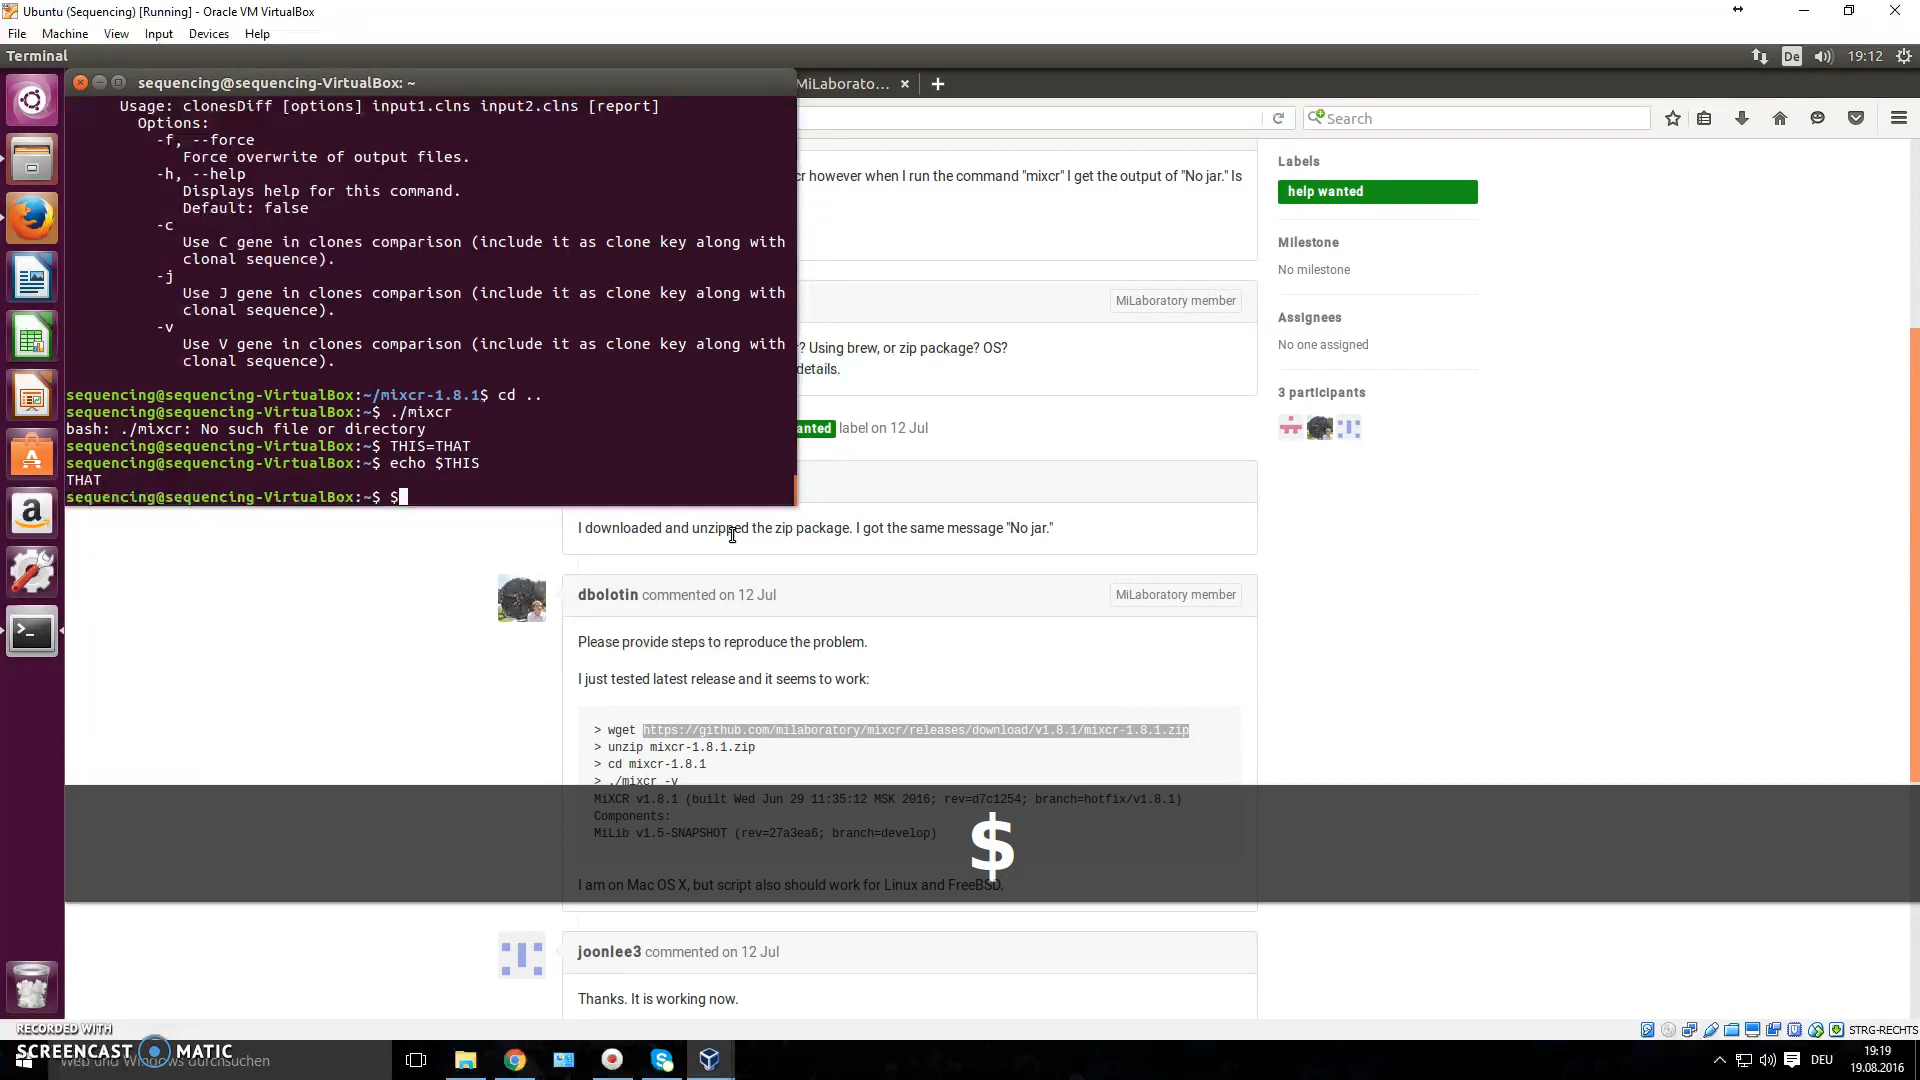 Ubuntu (Sequencing) [Running] - Oracle VM VirtualBox
File Machine View Input Devices Help
Terminal
De
19:12
sequencing@sequencing-VirtualBox: ~
MiLaborato...
Search
Usage: clonesDiff [options] input1.clns input2.clns [report]
Options:
-f, --force
Force overwrite of output files.
-h, --help
Displays help for this command.
Default: false
-c
Use C gene in clones comparison (include it as clone key along with
clonal sequence).
-j
Use J gene in clones comparison (include it as clone key along with
clonal sequence).
-v
Use V gene in clones comparison (include it as clone key along with
clonal sequence).
sequencing@sequencing-VirtualBox:~/mixcr-1.8.1$ cd ..
sequencing@sequencing-VirtualBox:~$ ./mixcr
bash: ./mixcr: No such file or directory
sequencing@sequencing-VirtualBox:~$ THIS=THAT
sequencing@sequencing-VirtualBox:~$ echo $THIS
THAT
sequencing@sequencing-VirtualBox:~$ $
however when I run the command "mixcr" I get the output of "No jar." Is
MiLaboratory member
? Using brew, or zip package? OS?
details.
label on 12 Jul
I downloaded and unzipped the zip package. I got the same message "No jar."
dbolotin commented on 12 Jul
MiLaboratory member
Please provide steps to reproduce the problem.
I just tested latest release and it seems to work:
> wget https://github.com/milaboratory/mixcr/releases/download/v1.8.1/mixcr-1.8.1.zip
> unzip mixcr-1.8.1.zip
> cd mixcr-1.8.1
> ./mixcr -v
MiXCR v1.8.1 (built Wed Jun 29 11:35:12 MSK 2016; rev=d7c1254; branch=hotfix/v1.8.1)
Components:
MiLib v1.5-SNAPSHOT (rev=27a3ea6; branch=develop)
$
I am on Mac OS X, but script also should work for Linux and FreeBSD.
joonlee3 commented on 12 Jul
Thanks. It is working now.
Labels
help wanted
Milestone
No milestone
Assignees
No one assigned
3 participants
STRG-RECHTS
RECORDED WITH
SCREENCAST MATIC
Web und Windows durchsuchen
DEU
19:19
19.08.2016